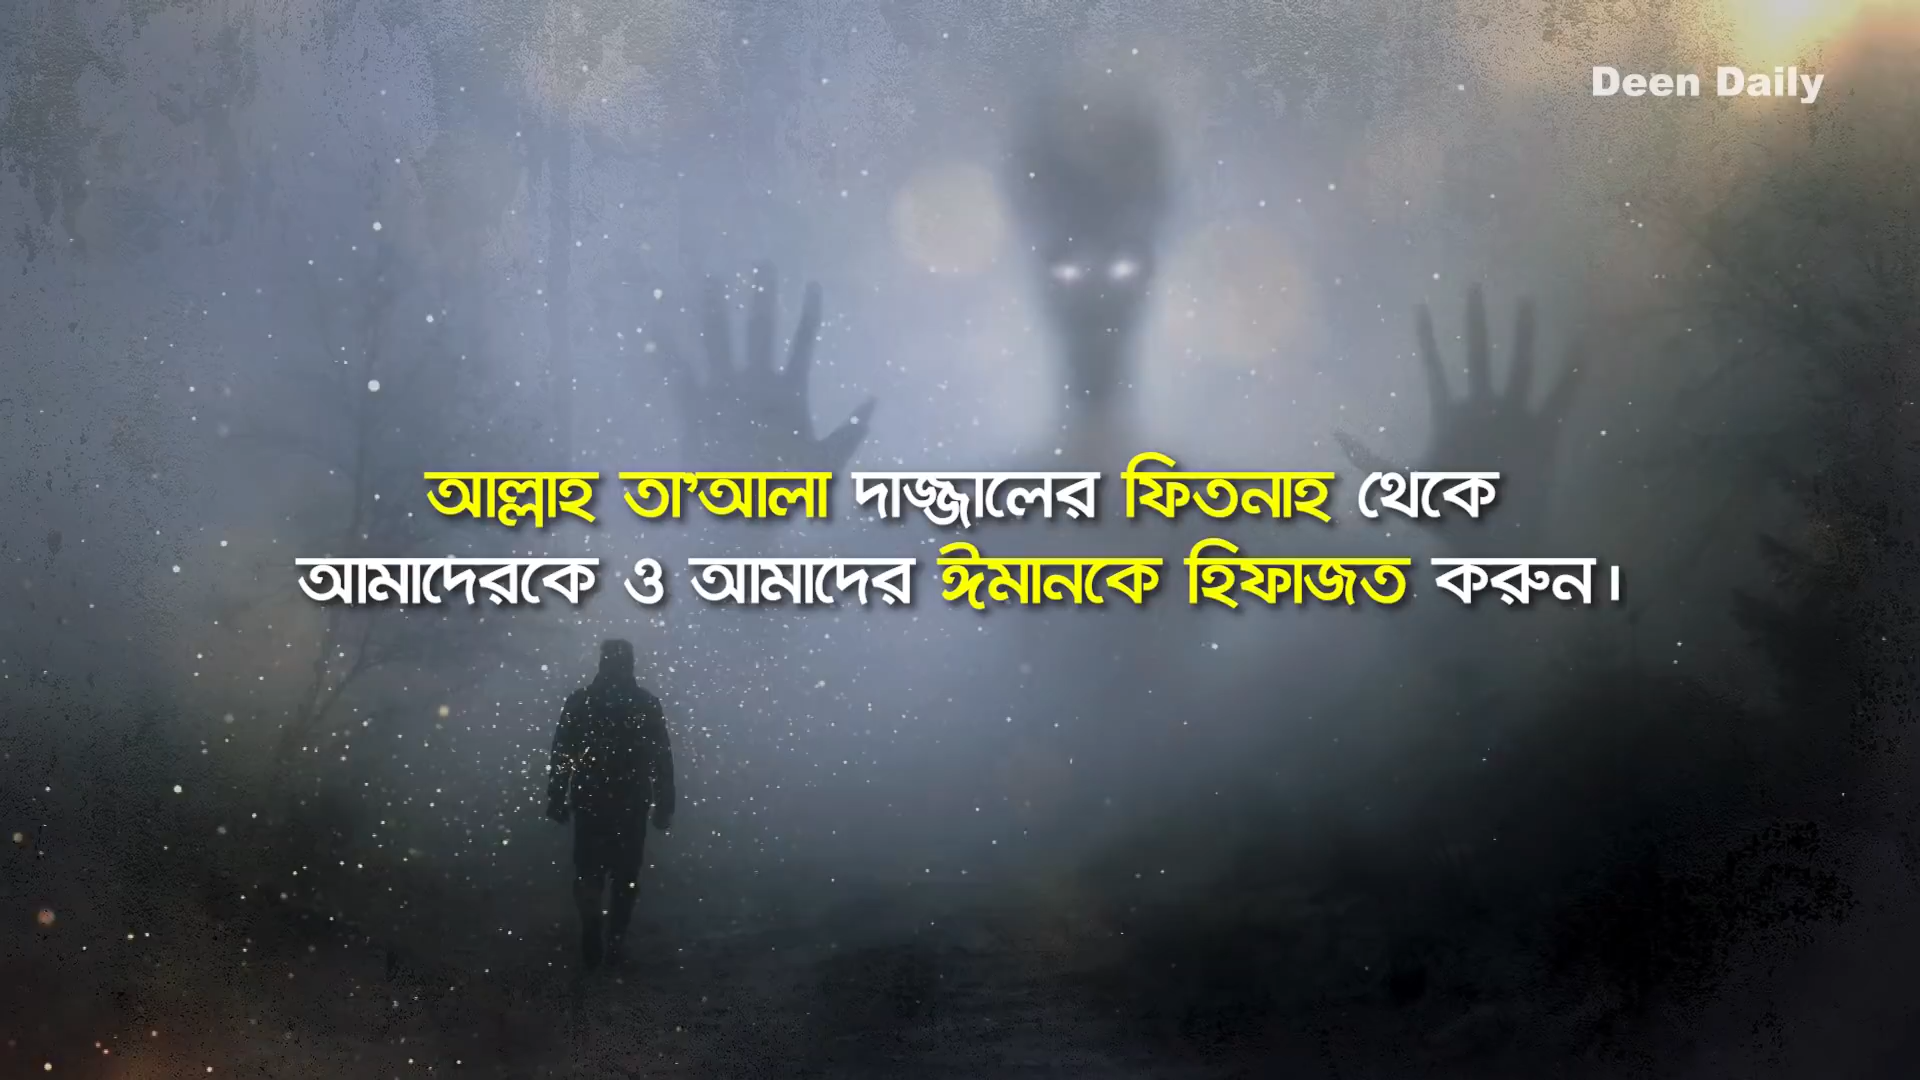 Deen Daily
আল্লাহ তা’আলা দাজ্জালের ফিতনাহ থেকে
আমাদেরকে ও আমাদের ঈমানকে হিফাজত করুন।